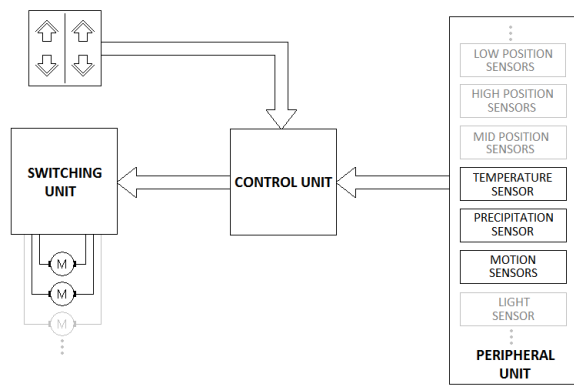 LOW POSITION
SENSORS
HIGH POSITION
SENSORS
MID POSITION
SENSORS
TEMPERATURE
SENSOR
PRECIPITATION
SENSOR
MOTION
SENSORS
LIGHT
SENSOR
PERIPHERAL
UNIT
CONTROL UNIT
SWITCHING
UNIT
M
M
M